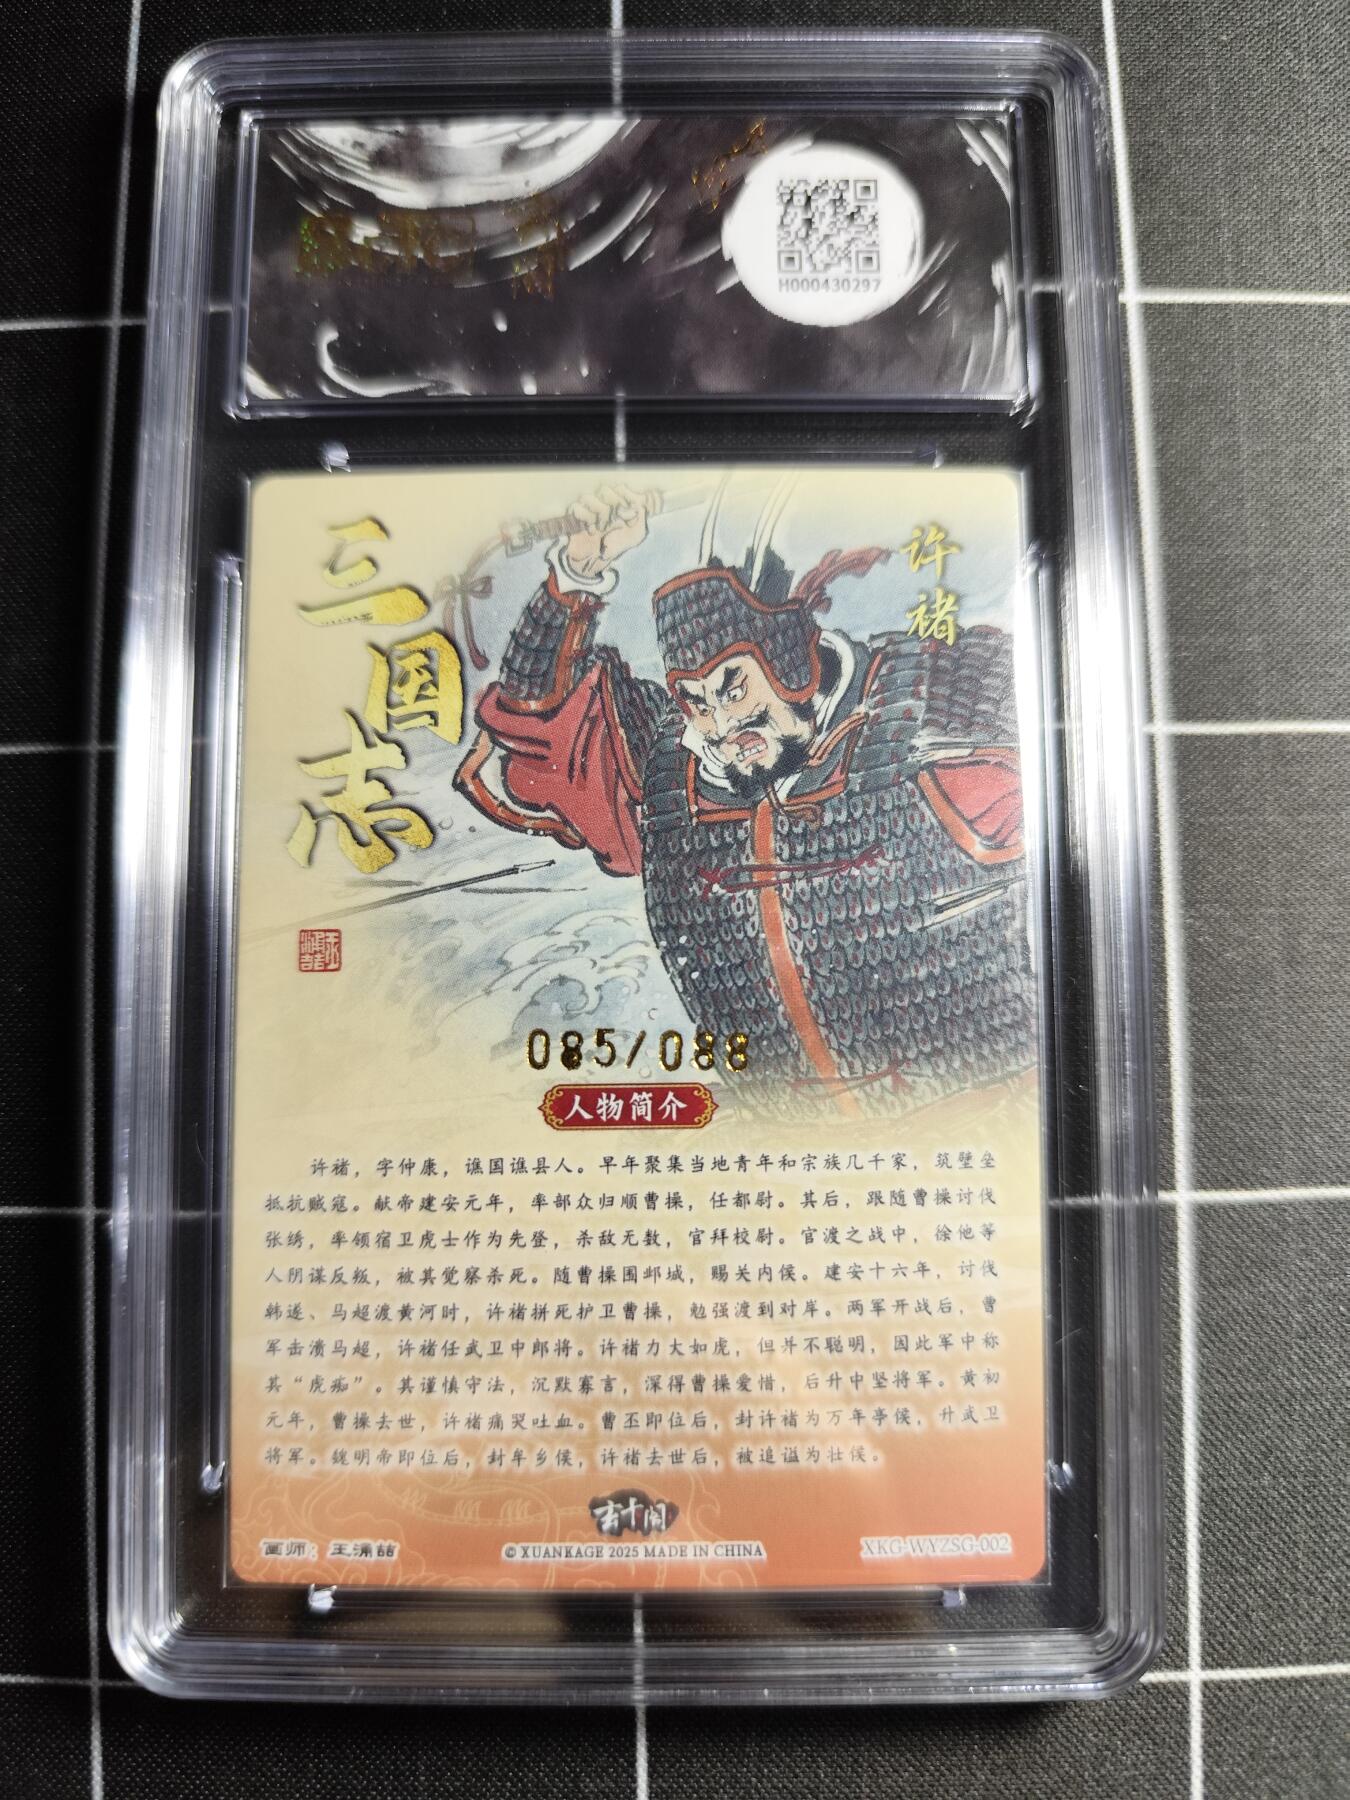 H000430297
三国志
许褚
085/088
人物简介
许褚，字仲康，谯国谯县人。早年聚集当地青年和宗族几千家，筑壁垒
抵抗贼寇。献帝建安元年，率部众归顺曹操，任都尉。其后，跟随曹操讨伐
张绣，率领宿卫虎士作为先登，杀敌无数，官拜校尉。官渡之战中，徐他等
人阴谋反叛，被其觉察杀死。随曹操围邺城，赐关内侯。建安十六年，讨伐
韩遂、马超渡黄河时，许褚拼死护卫曹操，勉强渡到对岸。两军开战后，曹
军击溃马超，许褚任武卫中郎将。许褚力大如虎，但并不聪明，因此军中称
其“虎痴”。其谨慎守法，沉默寡言，深得曹操爱惜，后升中坚将军。黄初
元年，曹操去世，许褚痛哭吐血。曹丕即位后，封许褚为万年亭侯，升武卫
将军。魏明帝即位后，封牟乡侯，许褚去世后，被追谥为壮侯。
玄卡阁
画师：王溥喆
© XUANKAGE 2025 MADE IN CHINA
XKG-WYZSG-002